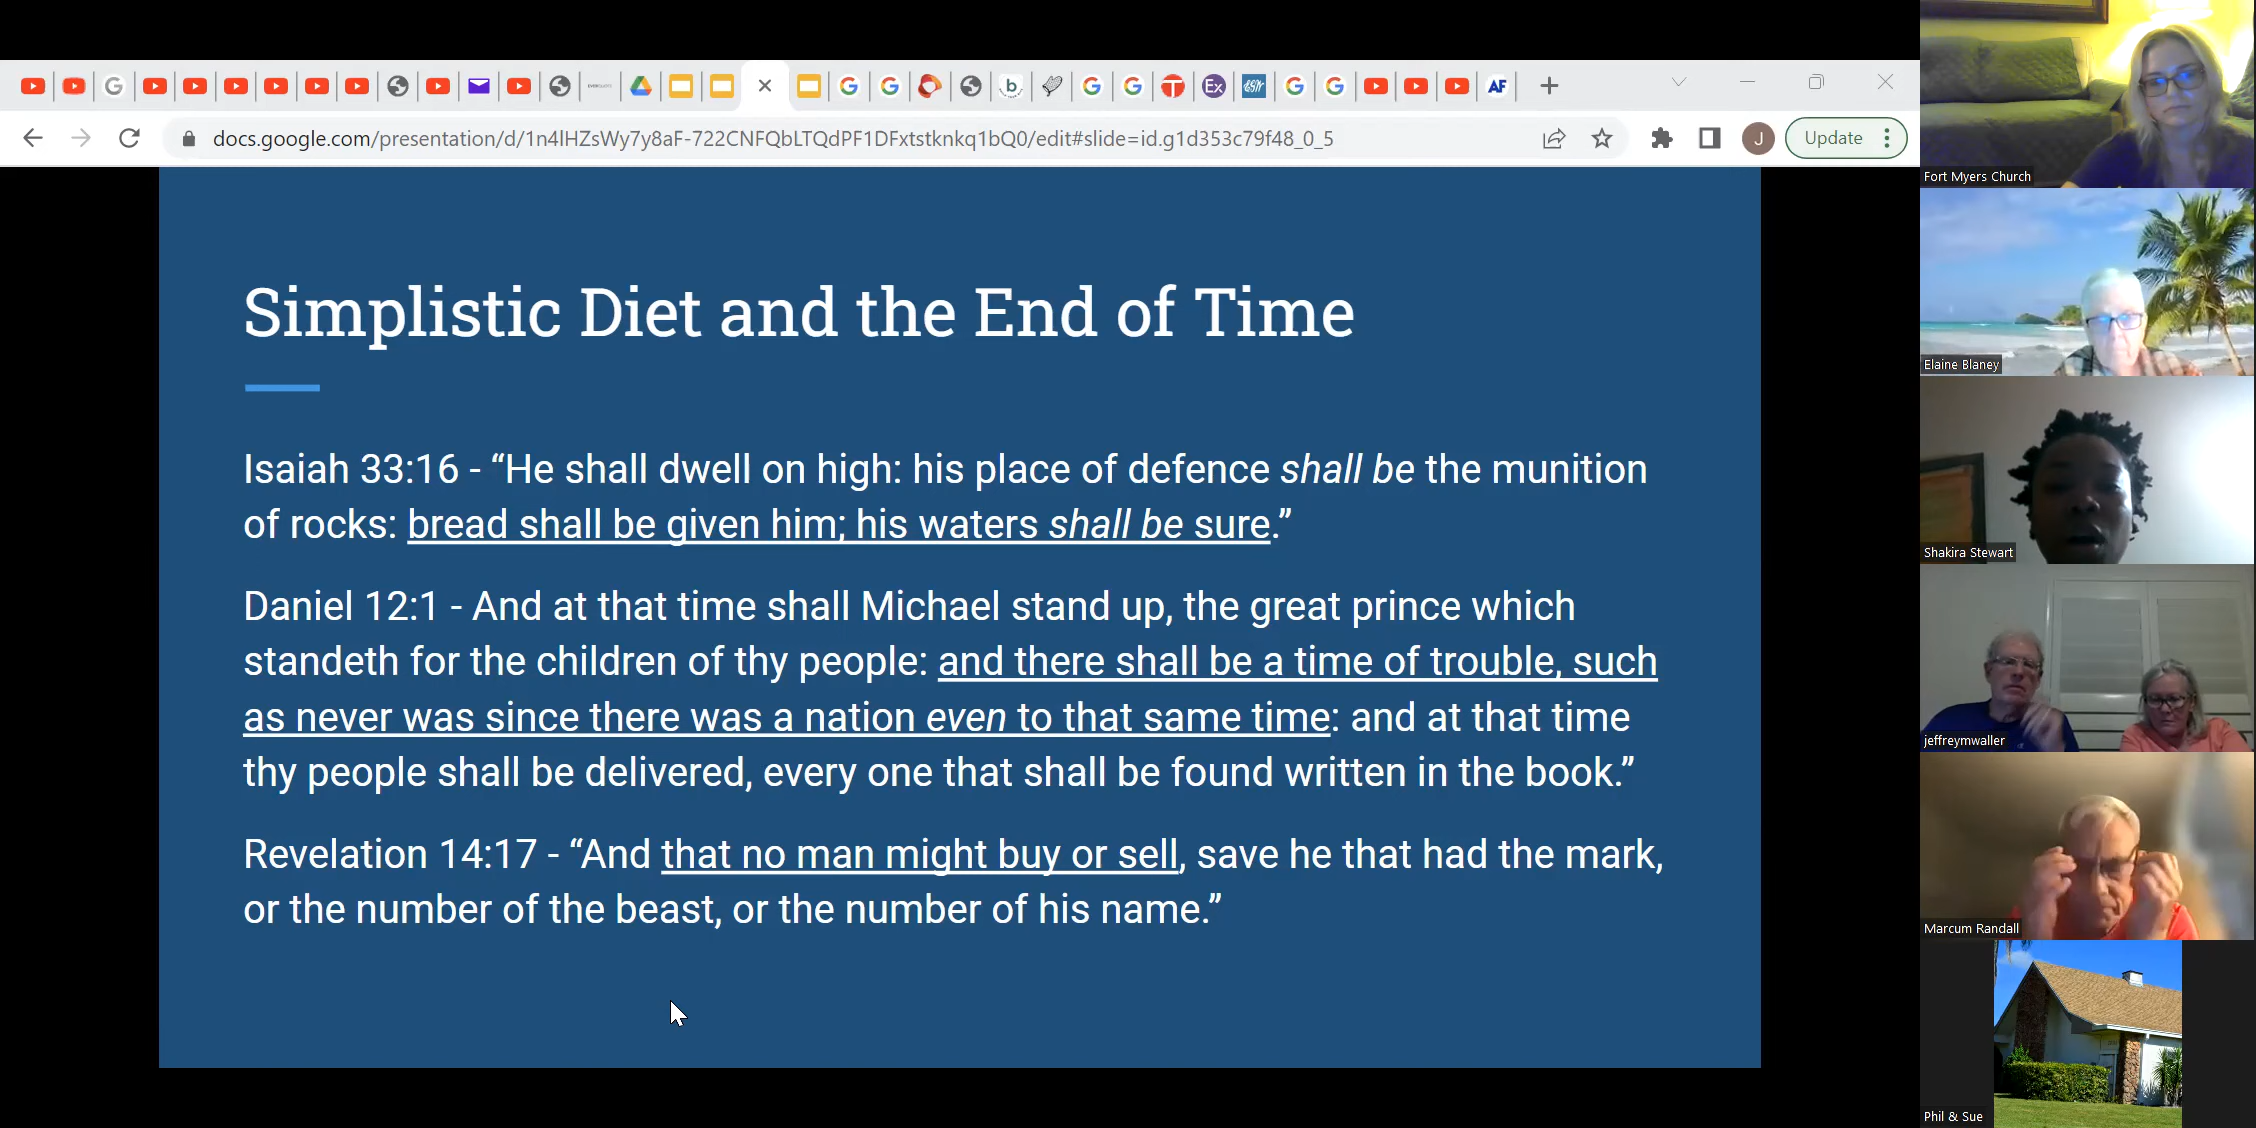 docs.google.com/presentation/d/1n4lHZsWy7y8aF-722CNFQbLTQdPF1DFxtstknkq1bQ0/edit#slide=id.g1d353c79f48_0_5
J
Update
Simplistic Diet and the End of Time
Isaiah 33:16 - “He shall dwell on high: his place of defence shall be the munition
of rocks: bread shall be given him; his waters shall be sure.”
Daniel 12:1 - And at that time shall Michael stand up, the great prince which
standeth for the children of thy people: and there shall be a time of trouble, such
as never was since there was a nation even to that same time: and at that time
thy people shall be delivered, every one that shall be found written in the book.”
Revelation 14:17 - “And that no man might buy or sell, save he that had the mark,
or the number of the beast, or the number of his name.”
Fort Myers Church
Elaine Blaney
Shakira Stewart
jeffreymwaller
Marcum Randall
Phil & Sue